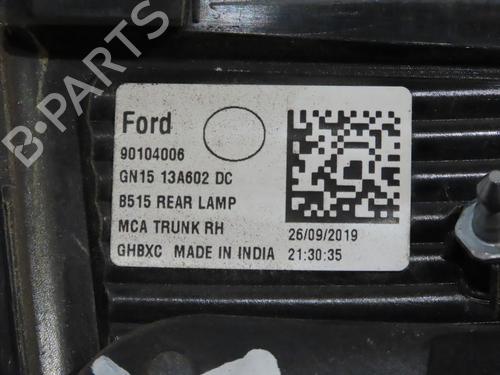 B-PARTS
Ford
90104006
GN15 13A602 DC
B515 REAR LAMP
MCA TRUNK RH 26/09/2019
GHBXC MADE IN INDIA 21:30:35